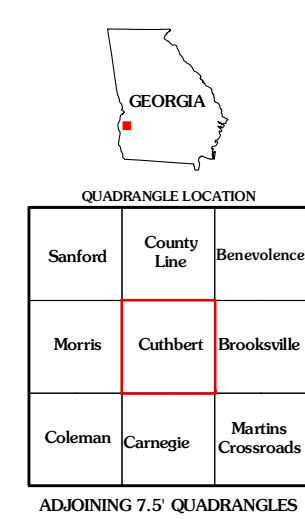 GEORGIA
QUADRANGLE LOCATION
Sanford
County
Line
Benevolence
Morris
Cuthbert
Brooksville
Coleman
Carnegie
Martins
Crossroads
ADJOINING 7.5' QUADRANGLES